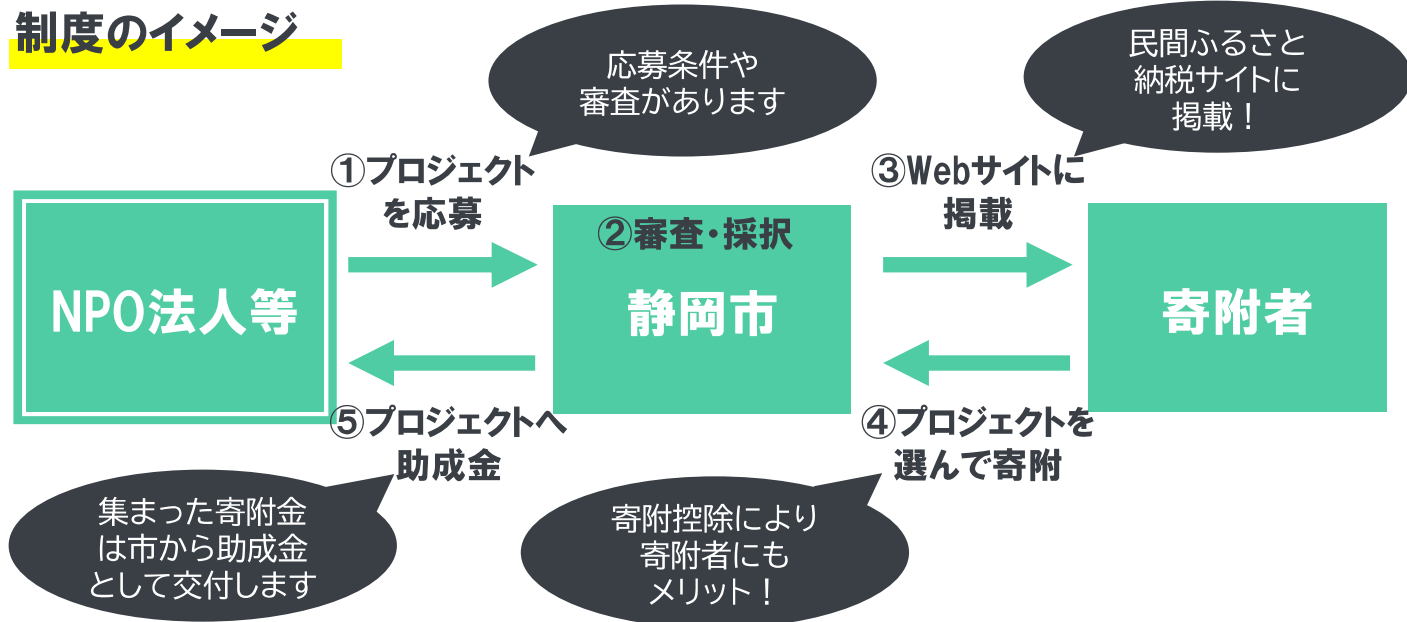 制度のイメージ
応募条件や
審査があります
民間ふるさと
納税サイトに
掲載！
①プロジェクト
を応募
③Webサイトに
掲載
②審査・採択
NPO法人等
静岡市
寄附者
⑤プロジェクトへ
助成金
④プロジェクトを
選んで寄附
集まった寄附金
は市から助成金
として交付します
寄附控除により
寄附者にも
メリット！